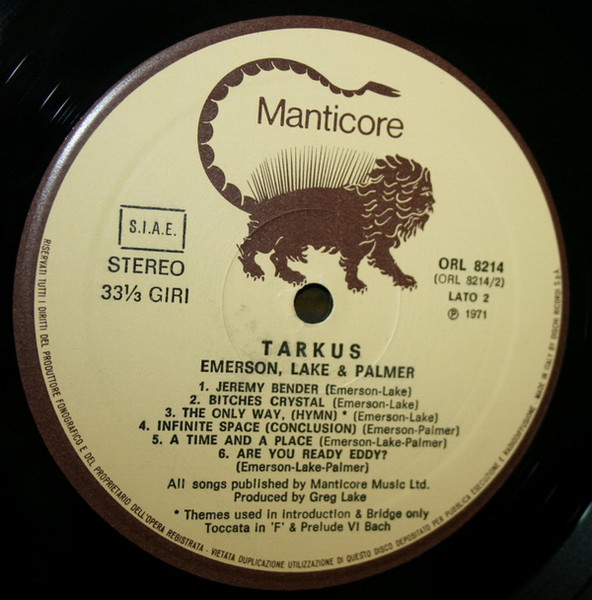 Manticore
S.I.A.E.
STEREO
33⅓ GIRI
ORL 8214
(ORL 8214/2)
LATO 2
℗ 1971
TARKUS
EMERSON, LAKE & PALMER
1. JEREMY BENDER (Emerson-Lake)
2. BITCHES CRYSTAL (Emerson-Lake)
3. THE ONLY WAY, (HYMN) * (Emerson-Lake)
4. INFINITE SPACE (CONCLUSION) (Emerson-Palmer)
5. A TIME AND A PLACE (Emerson-Lake-Palmer)
6. ARE YOU READY EDDY?
(Emerson-Lake-Palmer)
All songs published by Manticore Music Ltd.
Produced by Greg Lake
* Themes used in Introduction & Bridge only
Toccata in 'F' & Prelude VI Bach
RISERVATI TUTTI I DIRITTI DEL PRODUTTORE FONOGRAFICO E DEL PROPRIETARIO DELL'OPERA REGISTRATA - VIETATA DUPLICAZIONE UTILIZZAZIONE DI QUESTO DISCO DEPOSITATO PER PUBBLICA ESECUZIONE E RADIODIFFUSIONE. MADE IN ITALY BY DISCHI RICORDI S.p.A.